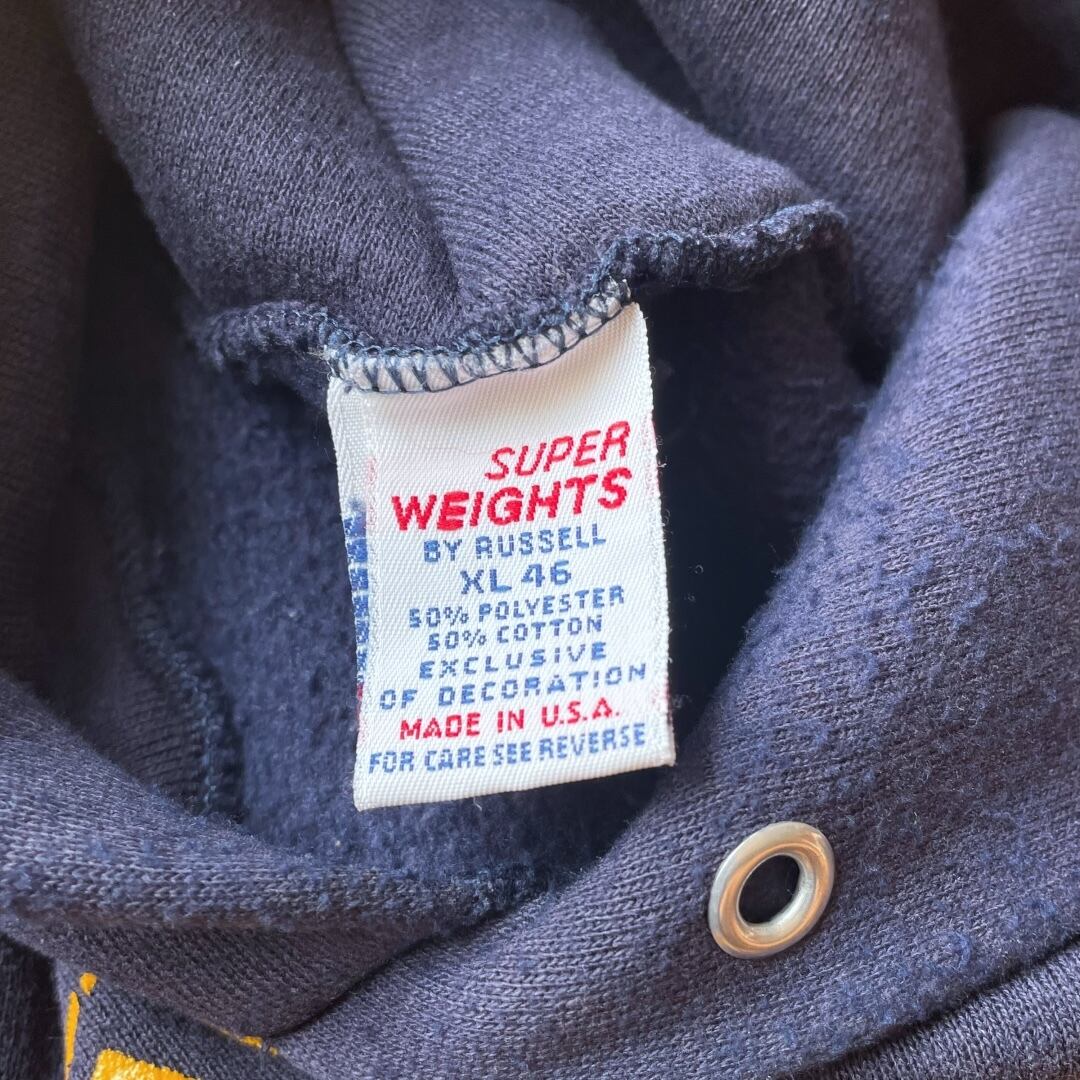 SUPER
WEIGHTS
BY RUSSELL
XL 46
50% POLYESTER
50% COTTON
EXCLUSIVE
OF DECORATION
MADE IN U.S.A.
FOR CARE SEE REVERSE